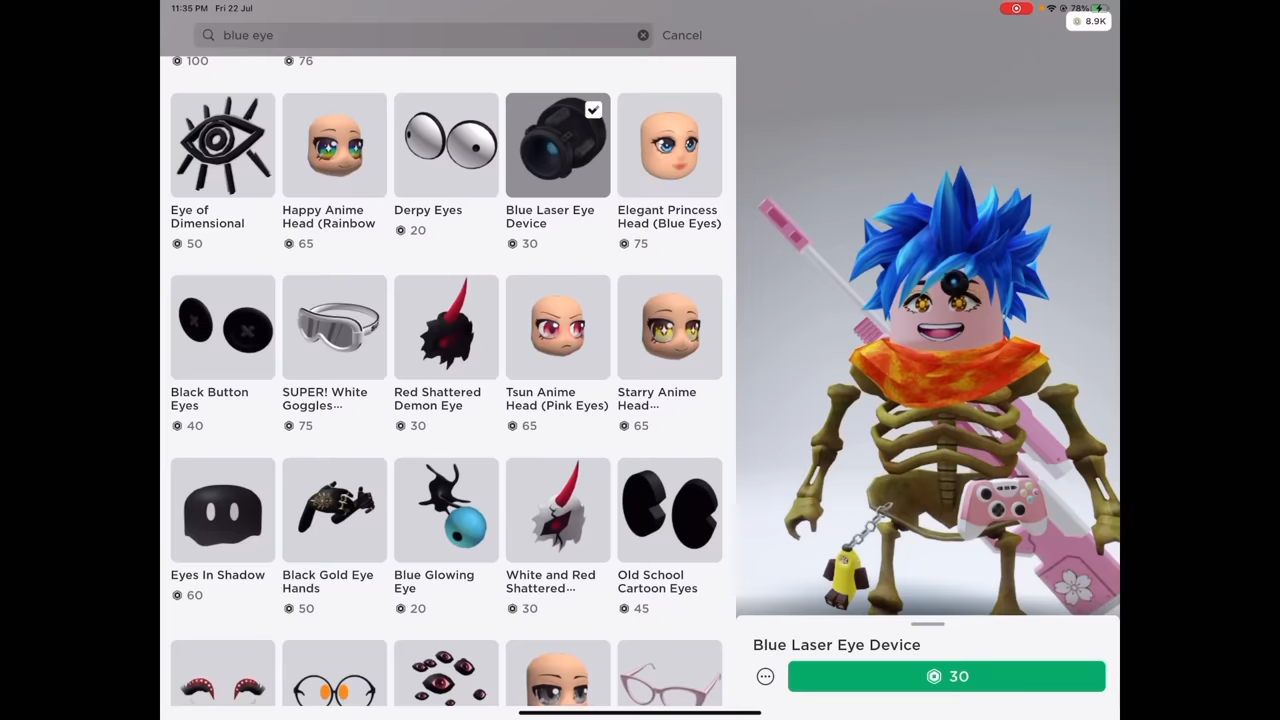 11:35 PM Fri 22 Jul
78%
8.9K
blue eye
Cancel
100
76
Eye of
Dimensional
50
Happy Anime
Head (Rainbow
65
Derpy Eyes
20
Blue Laser Eye
Device
30
Elegant Princess
Head (Blue Eyes)
75
Black Button
Eyes
40
SUPER! White
Goggles...
75
Red Shattered
Demon Eye
30
Tsun Anime
Head (Pink Eyes)
65
Starry Anime
Head...
65
Eyes In Shadow
60
Black Gold Eye
Hands
50
Blue Glowing
Eye
20
White and Red
Shattered...
30
Old School
Cartoon Eyes
45
Blue Laser Eye Device
30